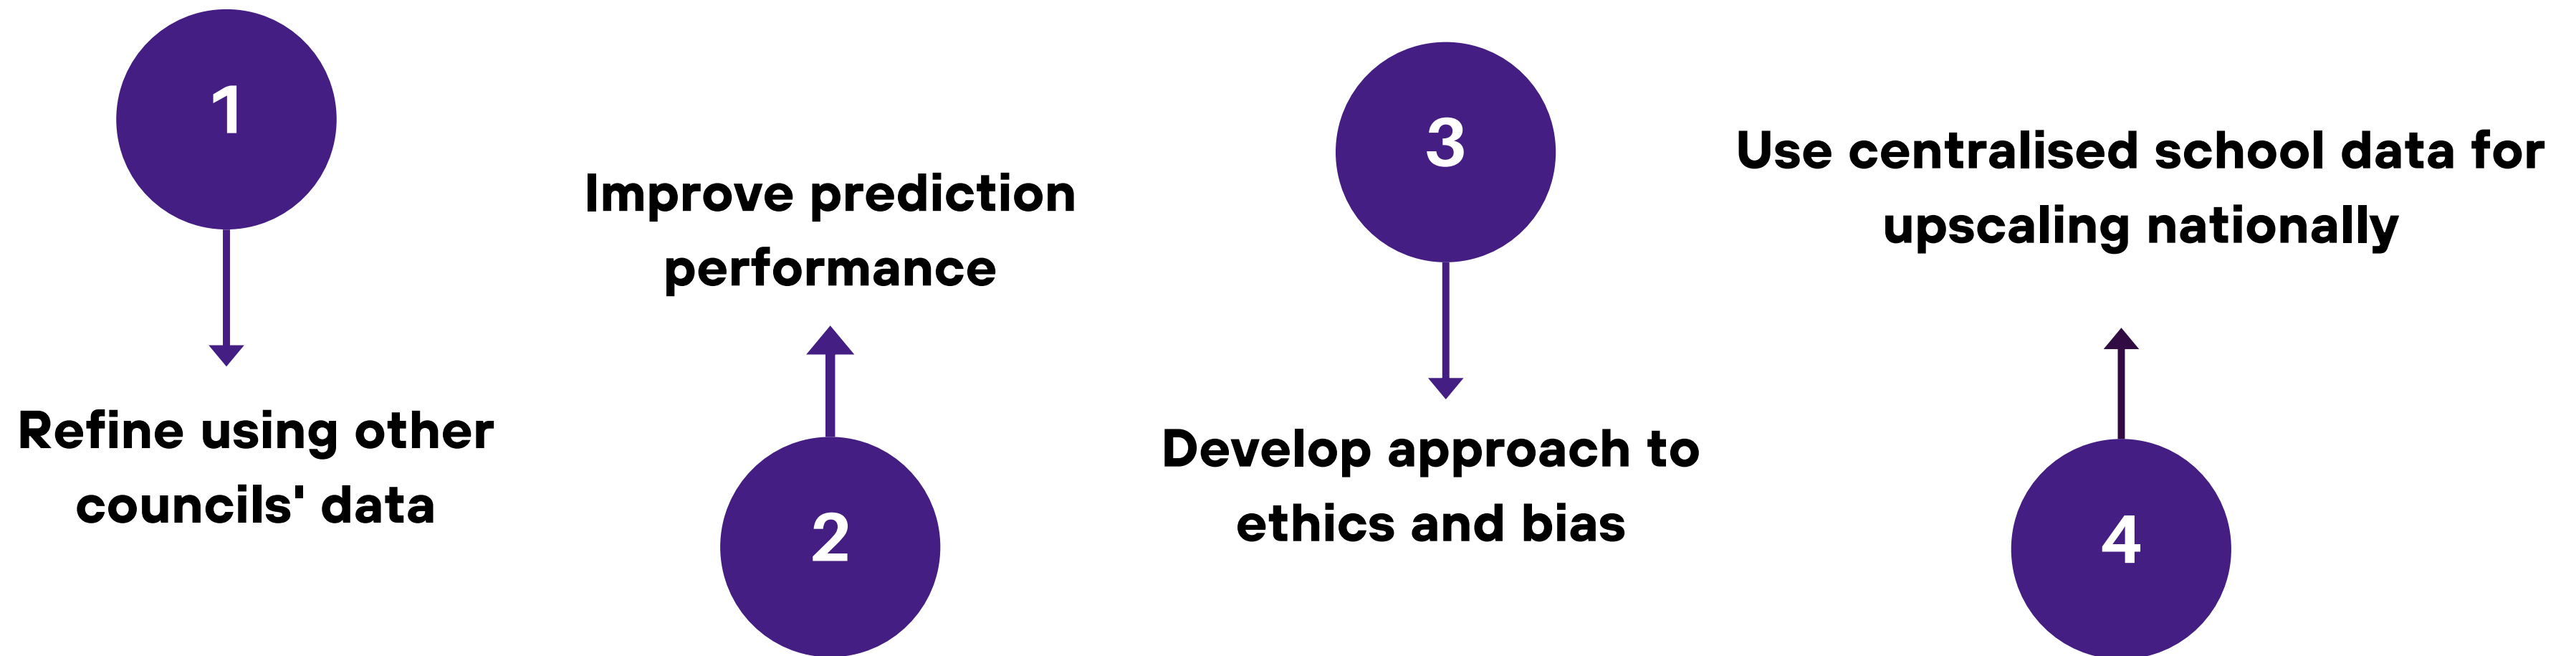 1
Refine using other
councils' data
Improve prediction
performance
2
3
Develop approach to
ethics and bias
Use centralised school data for
upscaling nationally
4